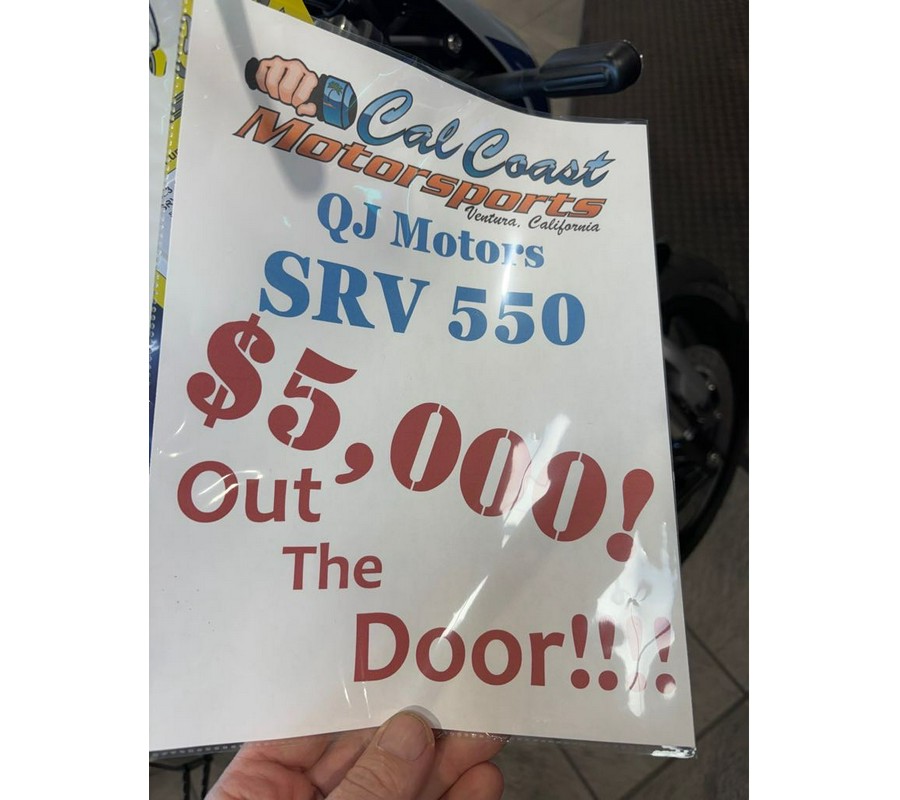 Cal Coast
Motorsports
Ventura, California
QJ Motors
SRV 550
$5,000!
Out
The
Door!!!!